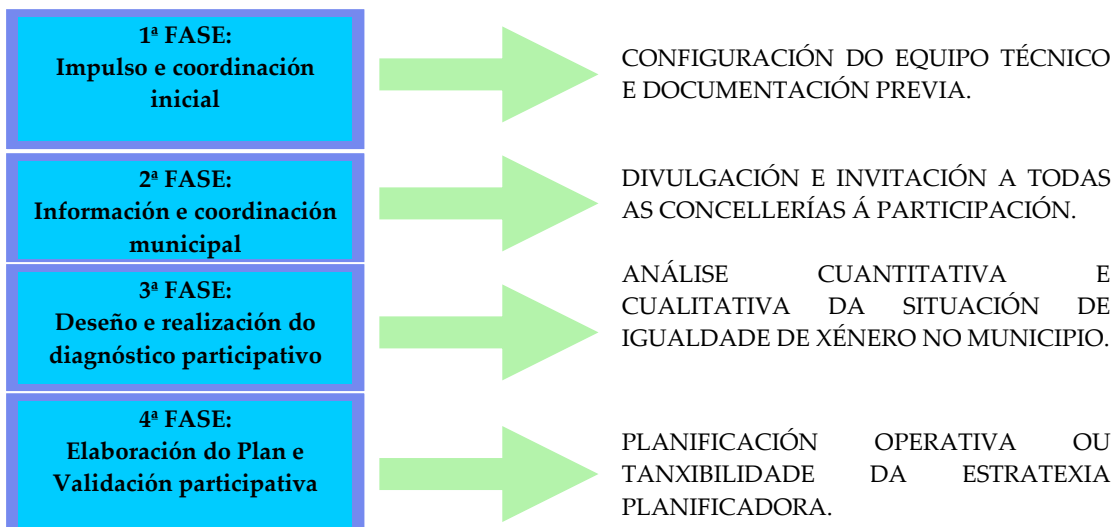 1ª FASE:
Impulso e coordinación
inicial
CONFIGURACIÓN DO EQUIPO TÉCNICO
E DOCUMENTACIÓN PREVIA.
2ª FASE:
Información e coordinación
municipal
DIVULGACIÓN E INVITACIÓN A TODAS
AS CONCELLERÍAS Á PARTICIPACIÓN.
3ª FASE:
Deseño e realización do
diagnóstico participativo
ANÁLISE CUANTITATIVA E
CUALITATIVA DA SITUACIÓN DE
IGUALDADE DE XÉNERO NO MUNICIPIO.
4ª FASE:
Elaboración do Plan e
Validación participativa
PLANIFICACIÓN OPERATIVA OU
TANXIBILIDADE DA ESTRATEXIA
PLANIFICADORA.